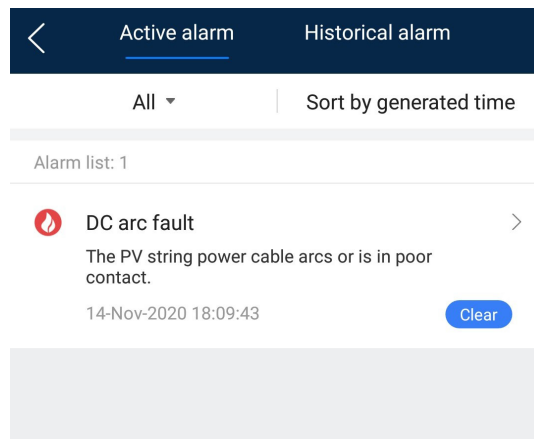 Active alarm Historical alarm
All Sort by generated time
Alarm list: 1
DC arc fault
The PV string power cable arcs or is in poor
contact.
14-Nov-2020 18:09:43 Clear